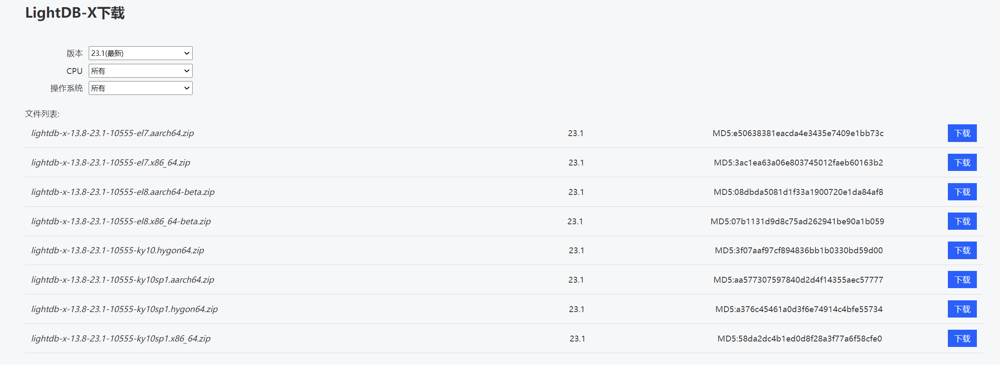 LightDB-X下载
版本 23.1(最新)
CPU 所有
操作系统 所有
文件列表:
lightdb-x-13.8-23.1-10555-el7.aarch64.zip 23.1 MD5:e50638381eacda4e3435e7409e1bb73c 下载
lightdb-x-13.8-23.1-10555-el7.x86_64.zip 23.1 MD5:3ac1ea63a06e803745012faeb60163b2 下载
lightdb-x-13.8-23.1-10555-el8.aarch64-beta.zip 23.1 MD5:08dbda5081d1f33a1900720e1da84af8 下载
lightdb-x-13.8-23.1-10555-el8.x86_64-beta.zip 23.1 MD5:07b1131d9d8c75ad262941be90a1b059 下载
lightdb-x-13.8-23.1-10555-ky10.hygon64.zip 23.1 MD5:3f07aaf97cf894836bb1b0330bd59d00 下载
lightdb-x-13.8-23.1-10555-ky10sp1.aarch64.zip 23.1 MD5:aa577307597840d2d4f14355aec57777 下载
lightdb-x-13.8-23.1-10555-ky10sp1.hygon64.zip 23.1 MD5:a376c45461a0d3f6e74914c4bfe55734 下载
lightdb-x-13.8-23.1-10555-ky10sp1.x86_64.zip 23.1 MD5:58da2dc4b1ed0d8f28a3f77a6f58cfe0 下载